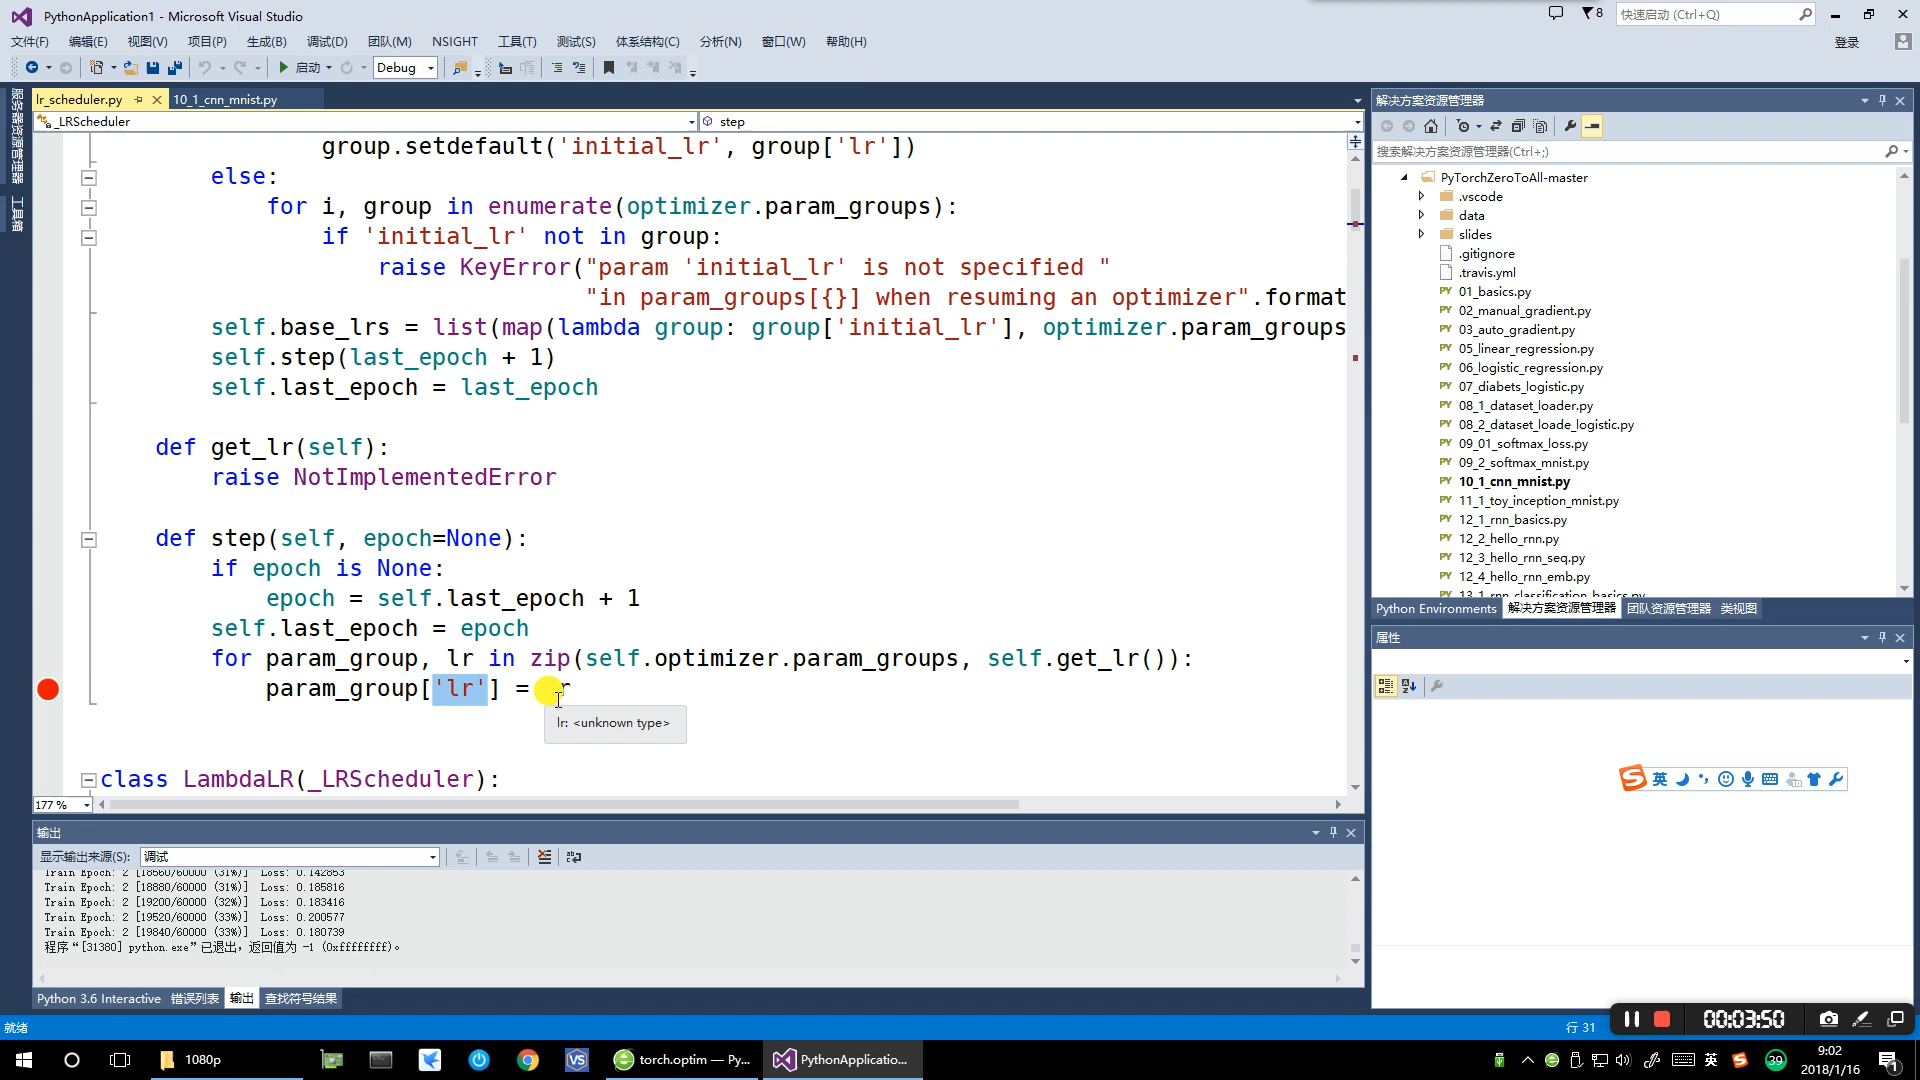 PythonApplication1 - Microsoft Visual Studio
8
快速启动 (Ctrl+Q)
文件(F) 编辑(E) 视图(V) 项目(P) 生成(B) 调试(D) 团队(M) NSIGHT 工具(T) 测试(S) 体系结构(C) 分析(N) 窗口(W) 帮助(H)
登录
启动 Debug
服务器资源管理器
工具箱
lr_scheduler.py 10_1_cnn_mnist.py
_LRScheduler step
group.setdefault('initial_lr', group['lr'])
else:
for i, group in enumerate(optimizer.param_groups):
if 'initial_lr' not in group:
raise KeyError("param 'initial_lr' is not specified "
"in param_groups[{}] when resuming an optimizer".format
self.base_lrs = list(map(lambda group: group['initial_lr'], optimizer.param_groups
self.step(last_epoch + 1)
self.last_epoch = last_epoch
def get_lr(self):
raise NotImplementedError
def step(self, epoch=None):
if epoch is None:
epoch = self.last_epoch + 1
self.last_epoch = epoch
for param_group, lr in zip(self.optimizer.param_groups, self.get_lr()):
param_group['lr'] =
lr: <unknown type>
class LambdaLR(_LRScheduler):
177 %
输出
显示输出来源(S): 调试
Train Epoch: 2 [18560/60000 (31%)] Loss: 0.142853
Train Epoch: 2 [18880/60000 (31%)] Loss: 0.185816
Train Epoch: 2 [19200/60000 (32%)] Loss: 0.183416
Train Epoch: 2 [19520/60000 (33%)] Loss: 0.200577
Train Epoch: 2 [19840/60000 (33%)] Loss: 0.180739
程序“[31380] python.exe”已退出，返回值为 -1 (0xffffffff)。
Python 3.6 Interactive 错误列表 输出 查找符号结果
就绪
行 31
解决方案资源管理器
搜索解决方案资源管理器(Ctrl+;)
PyTorchZeroToAll-master
.vscode
data
slides
.gitignore
.travis.yml
01_basics.py
02_manual_gradient.py
03_auto_gradient.py
05_linear_regression.py
06_logistic_regression.py
07_diabets_logistic.py
08_1_dataset_loader.py
08_2_dataset_loade_logistic.py
09_01_softmax_loss.py
09_2_softmax_mnist.py
10_1_cnn_mnist.py
11_1_toy_inception_mnist.py
12_1_rnn_basics.py
12_2_hello_rnn.py
12_3_hello_rnn_seq.py
12_4_hello_rnn_emb.py
13_1_rnn_classification_basics.py
Python Environments 解决方案资源管理器 团队资源管理器 类视图
属性
英
00:03:50
1080p
torch.optim — Py...
PythonApplicatio...
英
39
9:02
2018/1/16
1